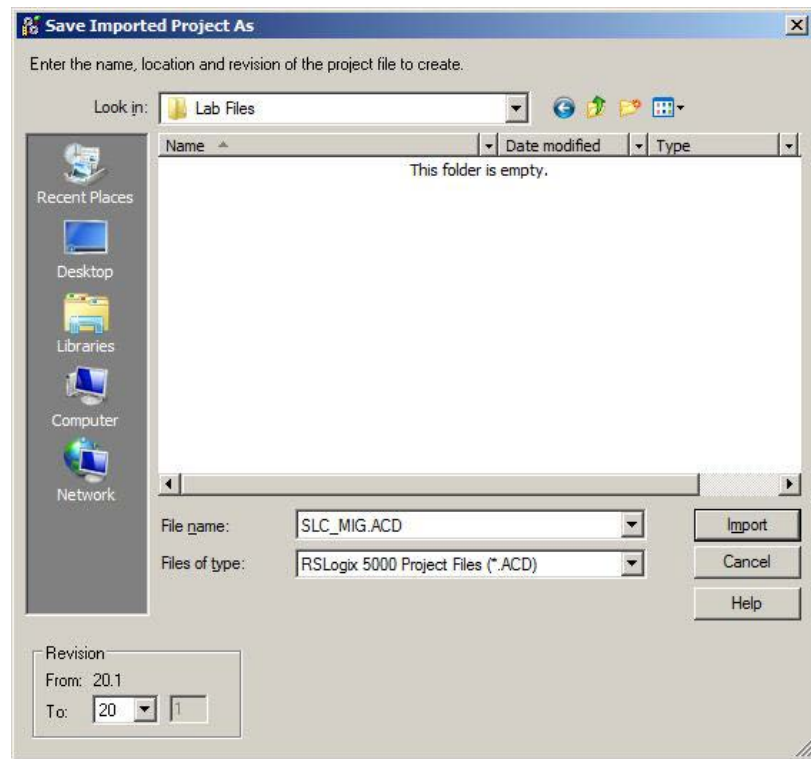 Save Imported Project As
Enter the name, location and revision of the project file to create.
Look in: Lab Files
Name Date modified Type
This folder is empty.
Recent Places
Desktop
Libraries
Computer
Network
File name: SLC_MIG.ACD Import
Files of type: RSLogix 5000 Project Files (*.ACD) Cancel
Help
Revision
From: 20.1
To: 20 1